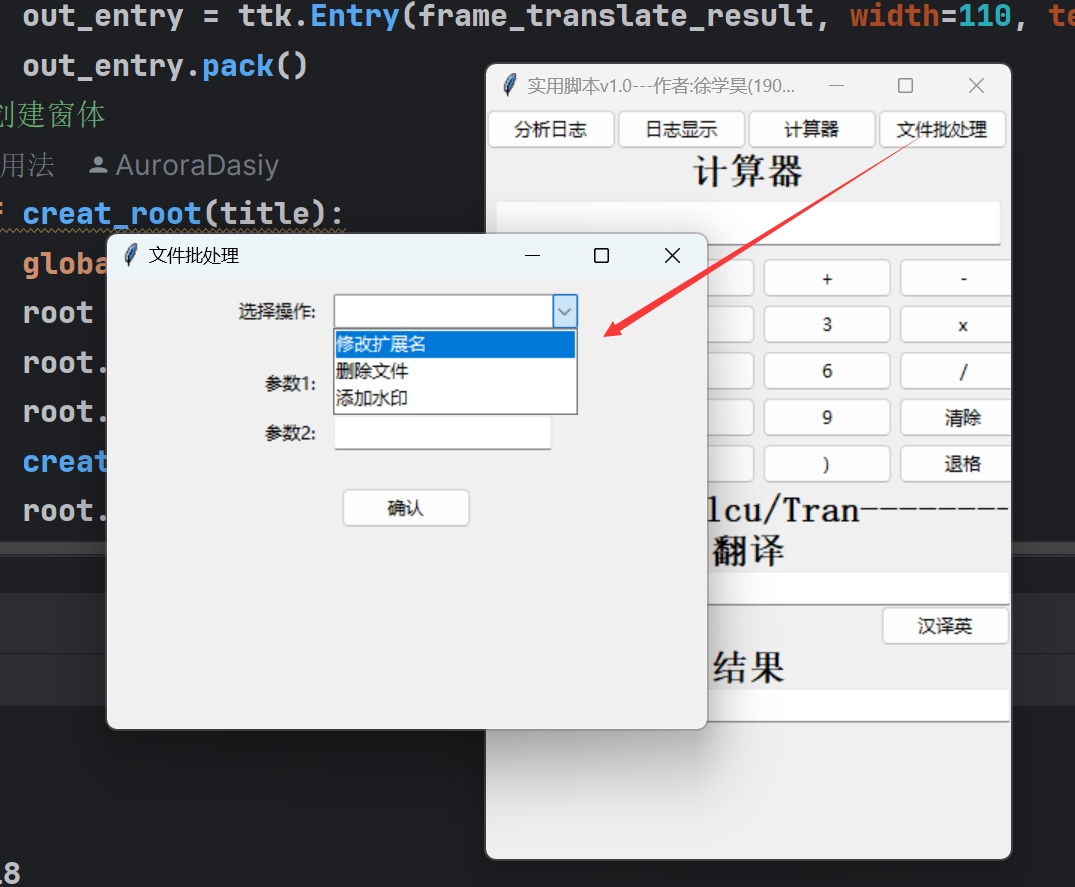 out_entry = ttk.Entry(frame_translate_result, width=110, te
out_entry.pack()
创建窗体
用法 AuroraDasiy
creat_root(title):
globa
root
root.
root.
creat
root.
18
实用脚本v1.0---作者:徐学昊(190...
分析日志 日志显示 计算器 文件批处理
计算器
+ -
3 x
6 /
9 清除
) 退格
lcu/Tran--------
翻译
汉译英
结果
文件批处理
选择操作:
修改扩展名
删除文件
添加水印
参数1:
参数2:
确认